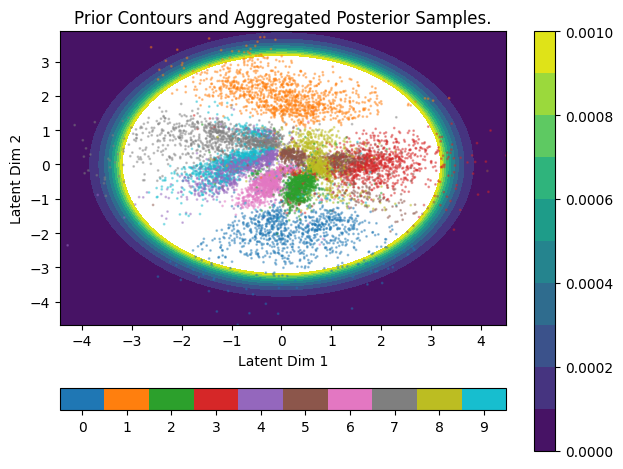 Prior Contours and Aggregated Posterior Samples.
Latent Dim 2
3
2
1
0
−1
−2
−3
−4
−4 −3 −2 −1 0 1 2 3 4
Latent Dim 1
0 1 2 3 4 5 6 7 8 9
0.0010
0.0008
0.0006
0.0004
0.0002
0.0000